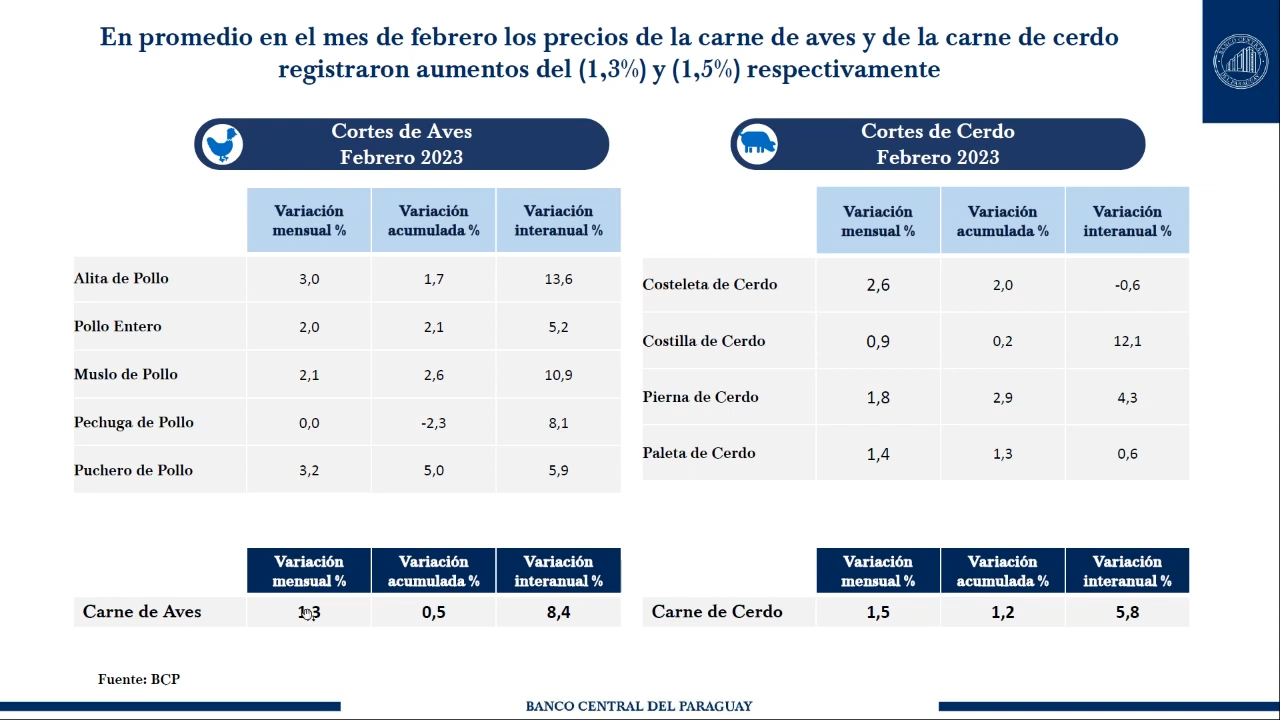 En promedio en el mes de febrero los precios de la carne de aves y de la carne de cerdo
registraron aumentos del (1,3%) y (1,5%) respectivamente
Cortes de Aves
Febrero 2023
Variación mensual % Variación acumulada % Variación interanual %
Alita de Pollo 3,0 1,7 13,6
Pollo Entero 2,0 2,1 5,2
Muslo de Pollo 2,1 2,6 10,9
Pechuga de Pollo 0,0 -2,3 8,1
Puchero de Pollo 3,2 5,0 5,9
Variación mensual % Variación acumulada % Variación interanual %
Carne de Aves 1,3 0,5 8,4
Cortes de Cerdo
Febrero 2023
Variación mensual % Variación acumulada % Variación interanual %
Costeleta de Cerdo 2,6 2,0 -0,6
Costilla de Cerdo 0,9 0,2 12,1
Pierna de Cerdo 1,8 2,9 4,3
Paleta de Cerdo 1,4 1,3 0,6
Variación mensual % Variación acumulada % Variación interanual %
Carne de Cerdo 1,5 1,2 5,8
Fuente: BCP
BANCO CENTRAL DEL PARAGUAY